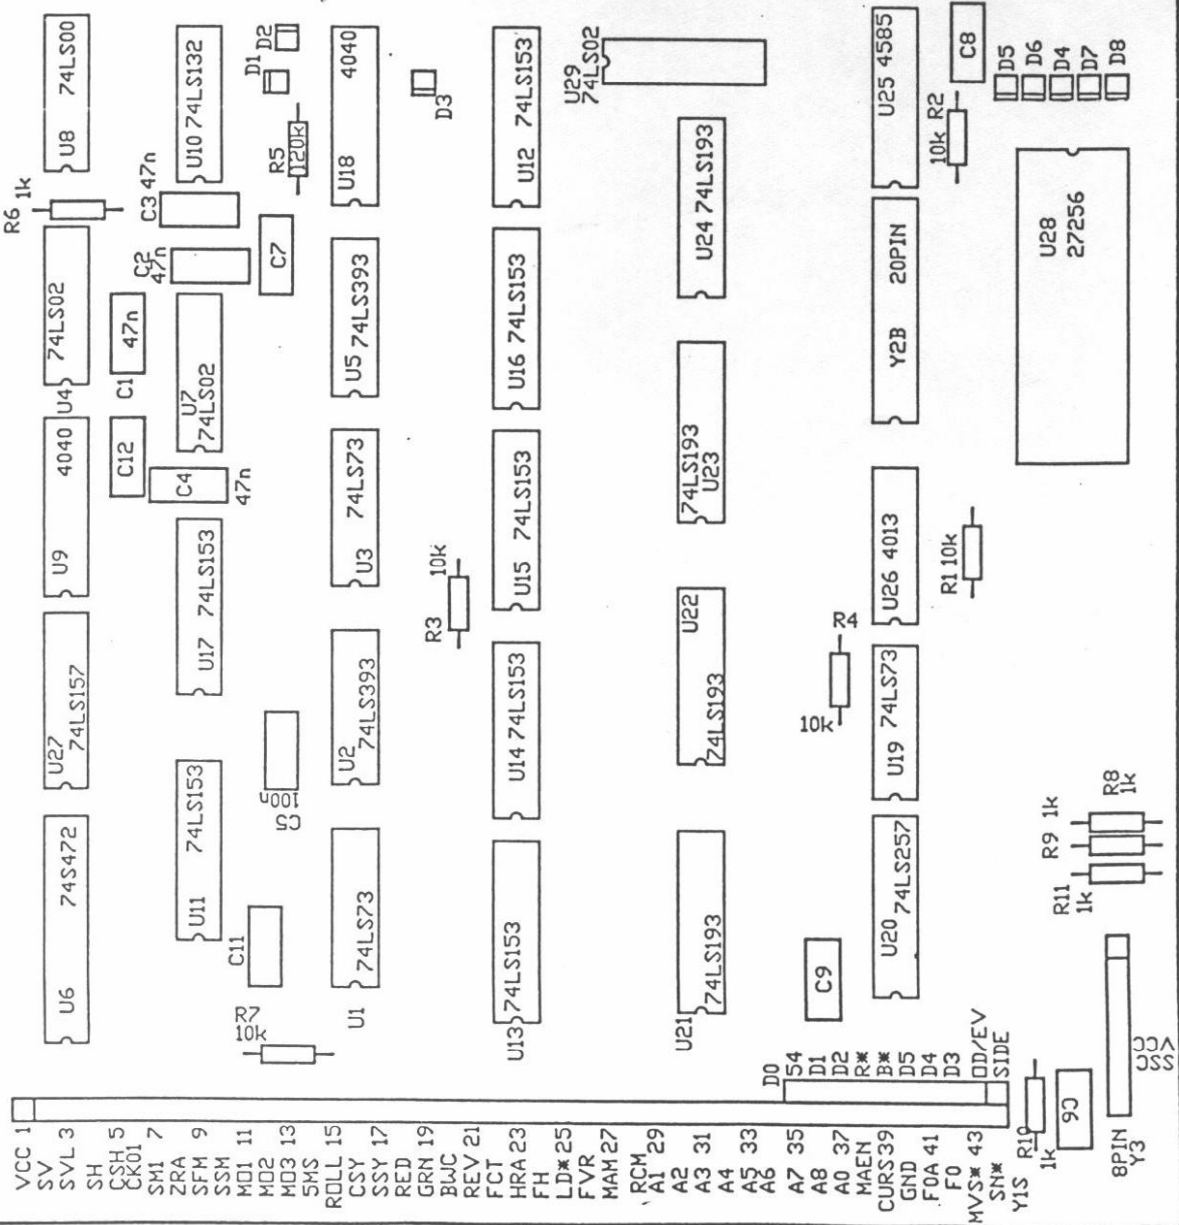 U8 74LS00
R6 1k
U4 74LS02
U9 4040
U27 74LS157
U6 74S472
U10 74LS132
C3 47n
C2 47n
C1 47n
C12
U7 74LS02
C4 47n
U17 74LS153
U11 74LS153
C11
R7 10k
D1
D2
R5 120k
C7
C5 100n
U18 4040
U5 74LS393
U3 74LS73
U2 74LS393
U1 74LS73
D3
R3 10k
U12 74LS153
U16 74LS153
U15 74LS153
U14 74LS153
U13 74LS153
U29 74LS02
U24 74LS193
74LS193 U23
U22 74LS193
U21 74LS193
U25 4585
Y2B 20PIN
U26 4013
R4 10k
U19 74LS73
U20 74LS257
C9
C8
R2 10k
R1 10k
D5
D6
D4
D7
D8
U28 27256
R8 1k
R9 1k
R11 1k
R10 1k
C6
8PIN Y3
SSC
VCC
D0
54
D1
D2
R*
B*
D5
D4
D3
OD/EV
SIDE
VCC 1
SV
SVL 3
SH
CSH 5
CK01
SM1 7
ZRA
SFM 9
SSM
MO1 11
MO2
MO3 13
5MS
ROLL 15
CSY
SSY 17
RED
GRN 19
BWC
REV 21
FCT
HRA 23
FH
LD* 25
FVR
MAM 27
RCM
A1 29
A2
A3 31
A4
A5 33
A6
A7 35
A8
A0 37
MAEN
CURS 39
GND
FOA 41
FO
MVS* 43
SN*
Y1S